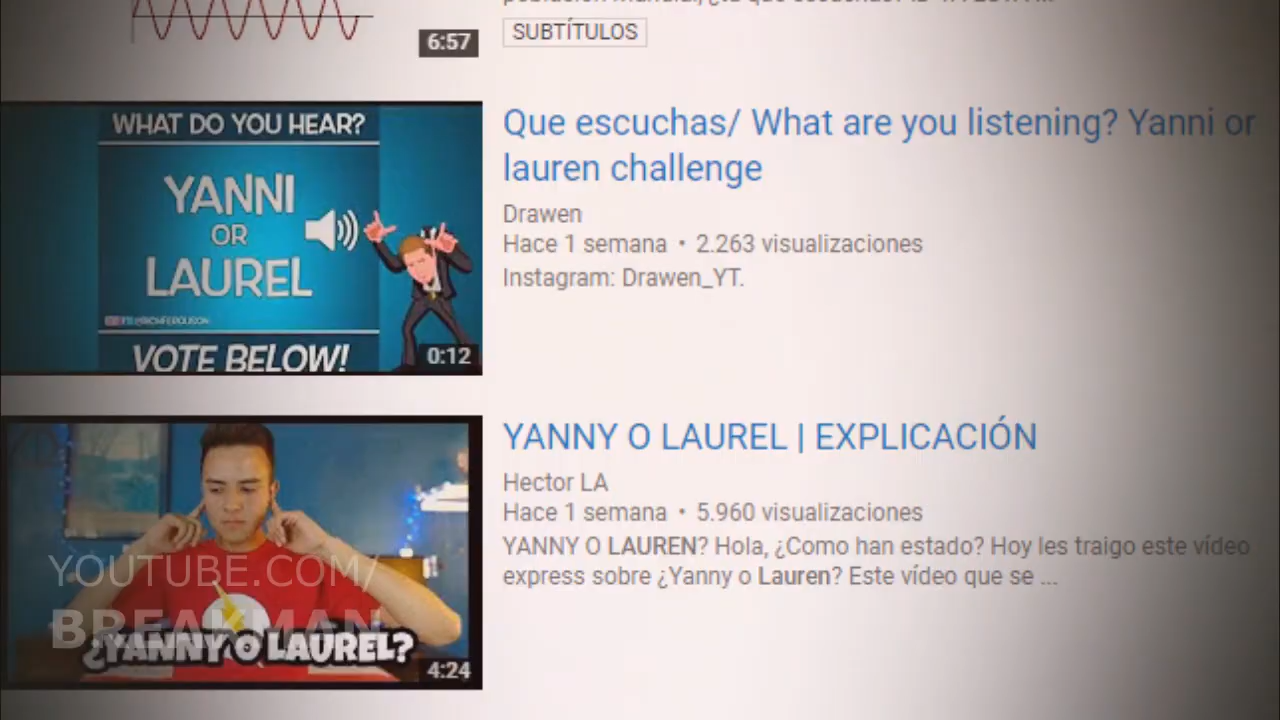 6:57
SUBTÍTULOS
WHAT DO YOU HEAR?
YANNI
OR
LAUREL
VOTE BELOW!
0:12
Que escuchas/ What are you listening? Yanni or
lauren challenge
Drawen
Hace 1 semana • 2.263 visualizaciones
Instagram: Drawen_YT.
YOUTUBE.COM/
BREAKMAN
¿YANNY O LAUREL?
4:24
YANNY O LAUREL | EXPLICACIÓN
Hector LA
Hace 1 semana • 5.960 visualizaciones
YANNY O LAUREN? Hola, ¿Como han estado? Hoy les traigo este vídeo
express sobre ¿Yanny o Lauren? Este vídeo que se ...